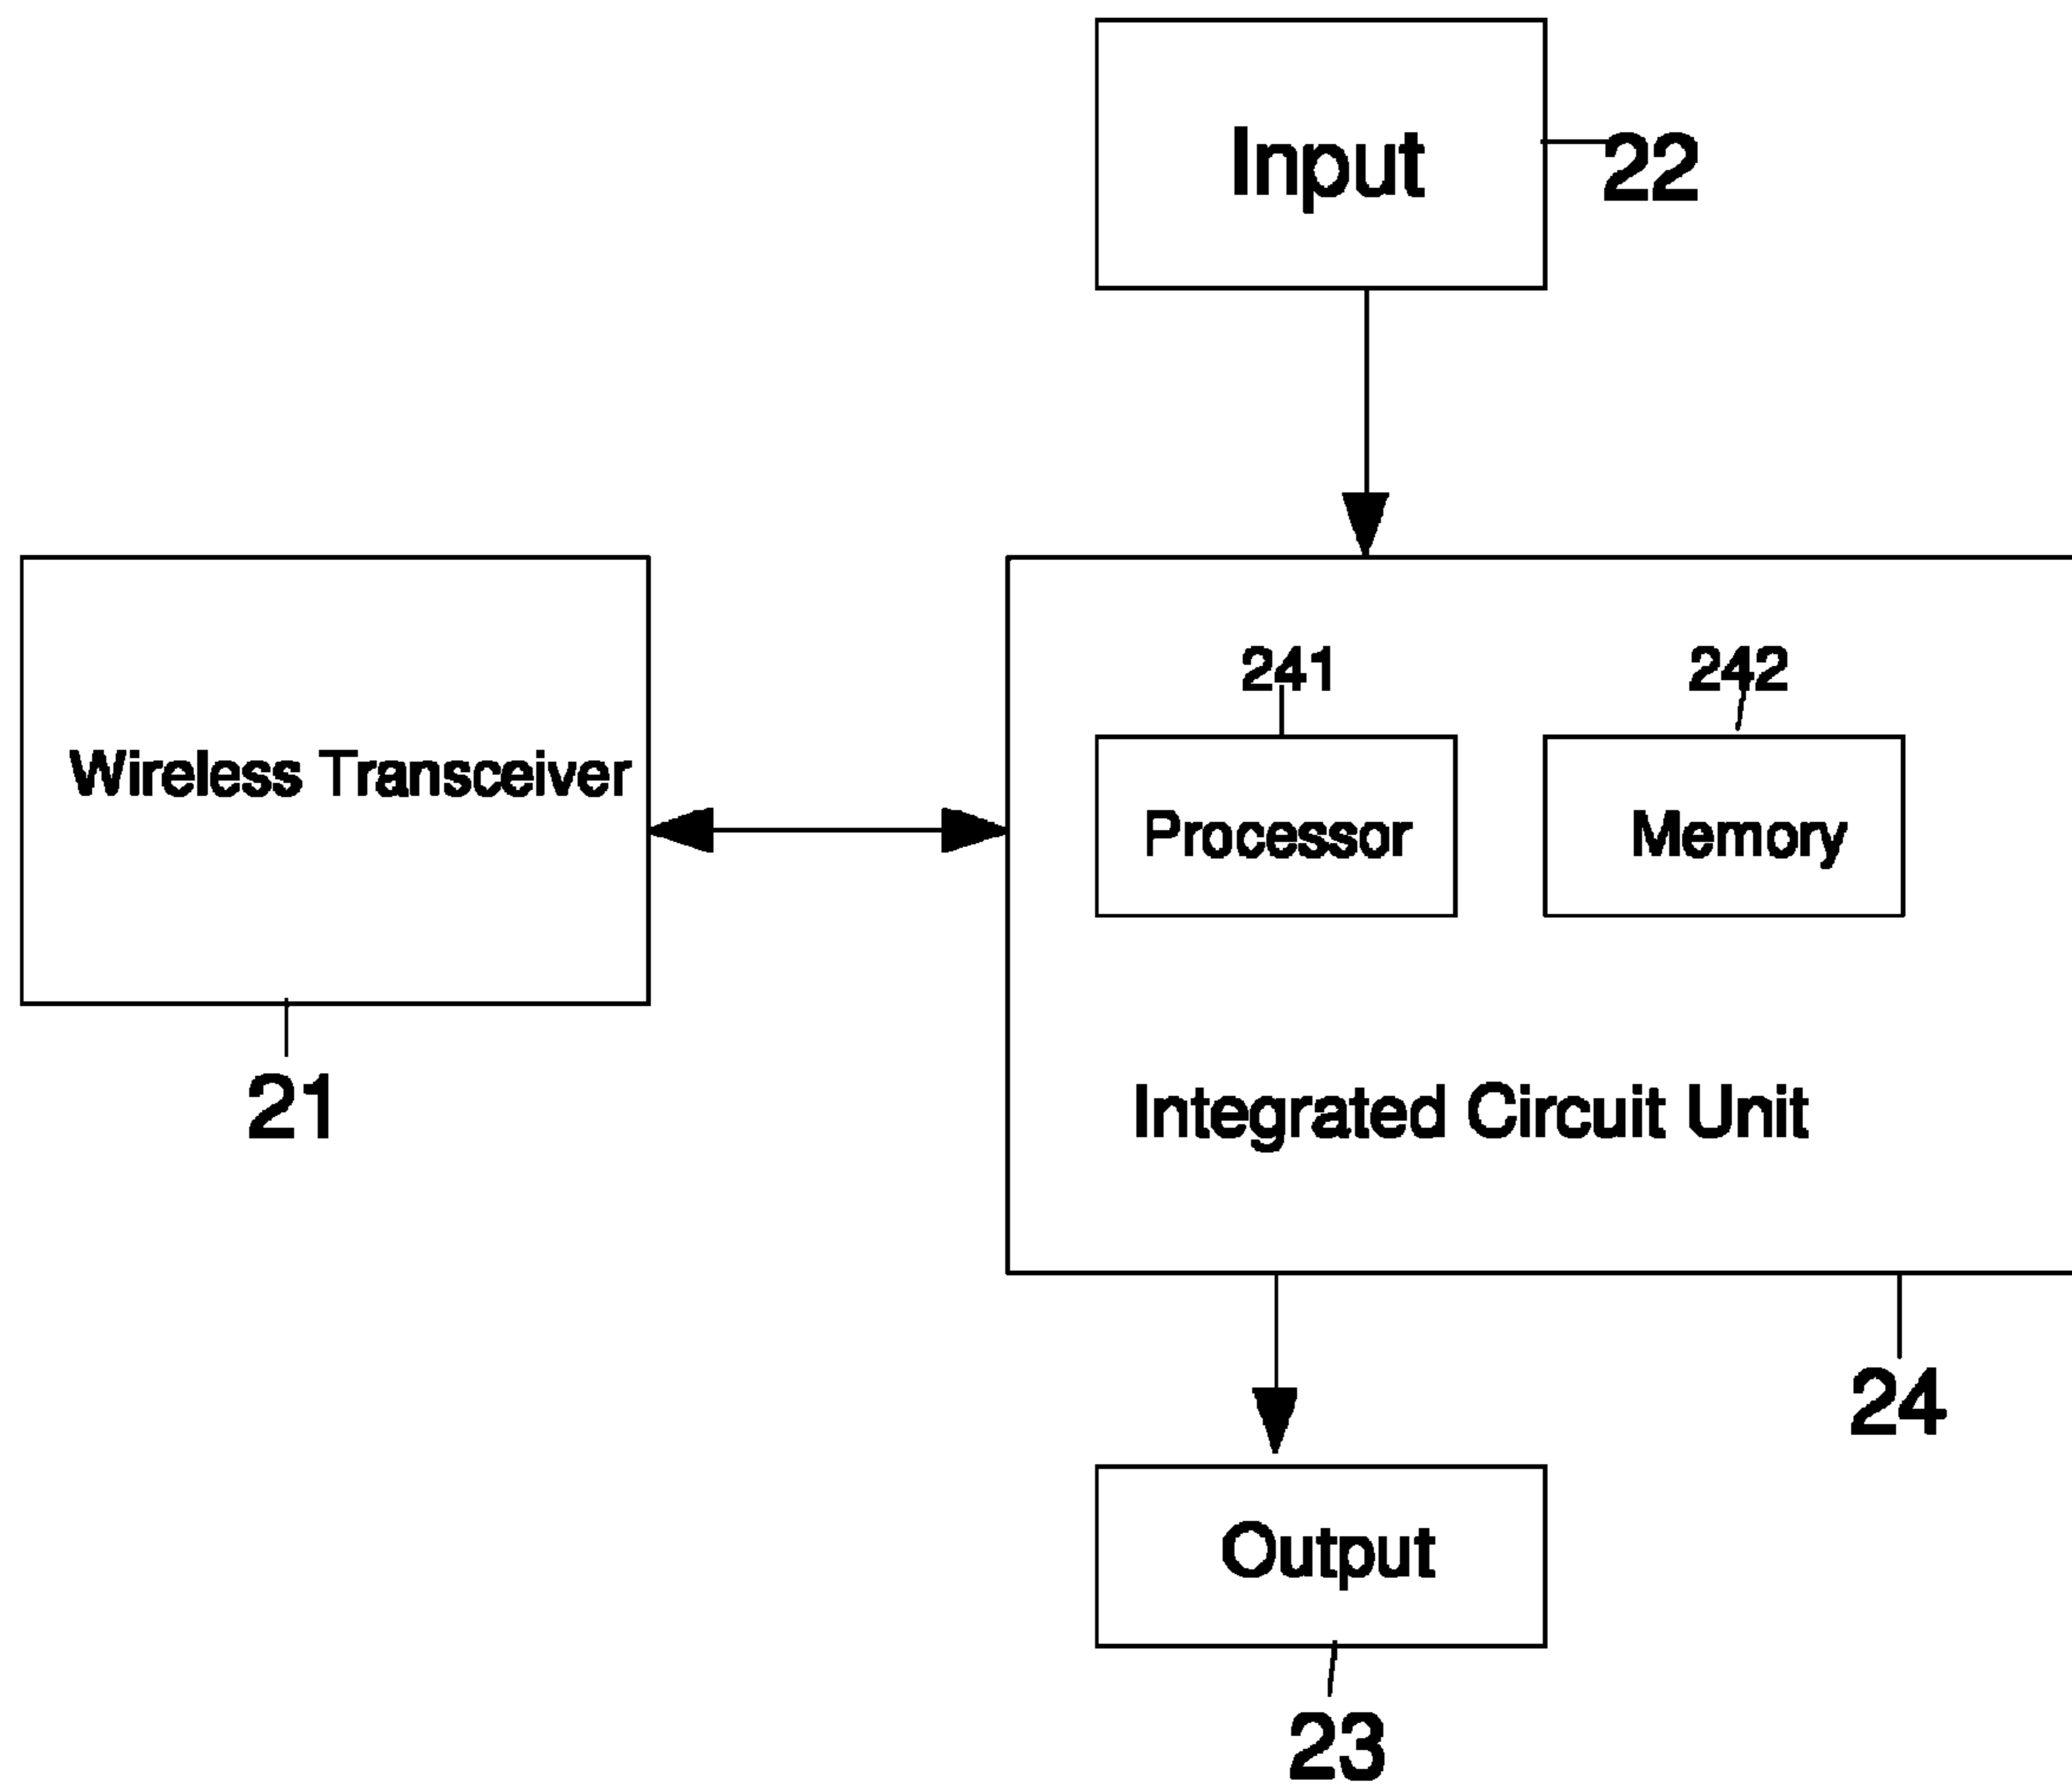 Input
22
241
242
Wireless Transceiver
Processor
Memory
21
Integrated Circuit Unit
24
Output
23